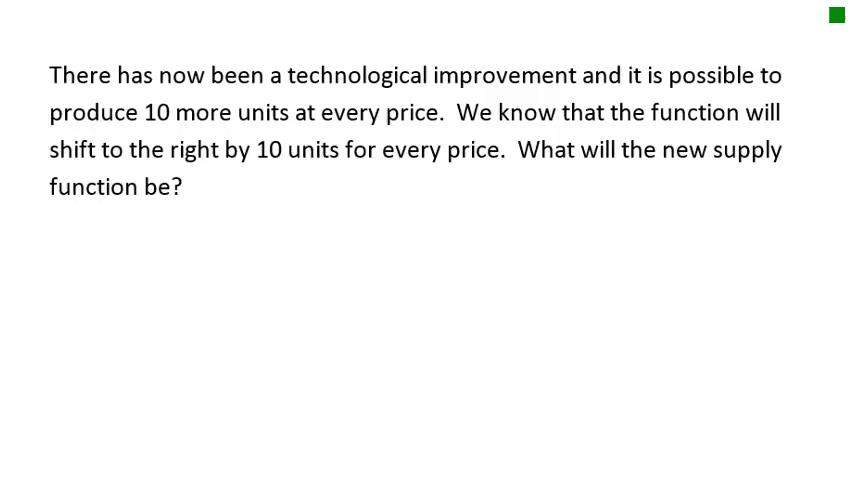 There has now been a technological improvement and it is possible to
produce 10 more units at every price.  We know that the function will
shift to the right by 10 units for every price.  What will the new supply
function be?